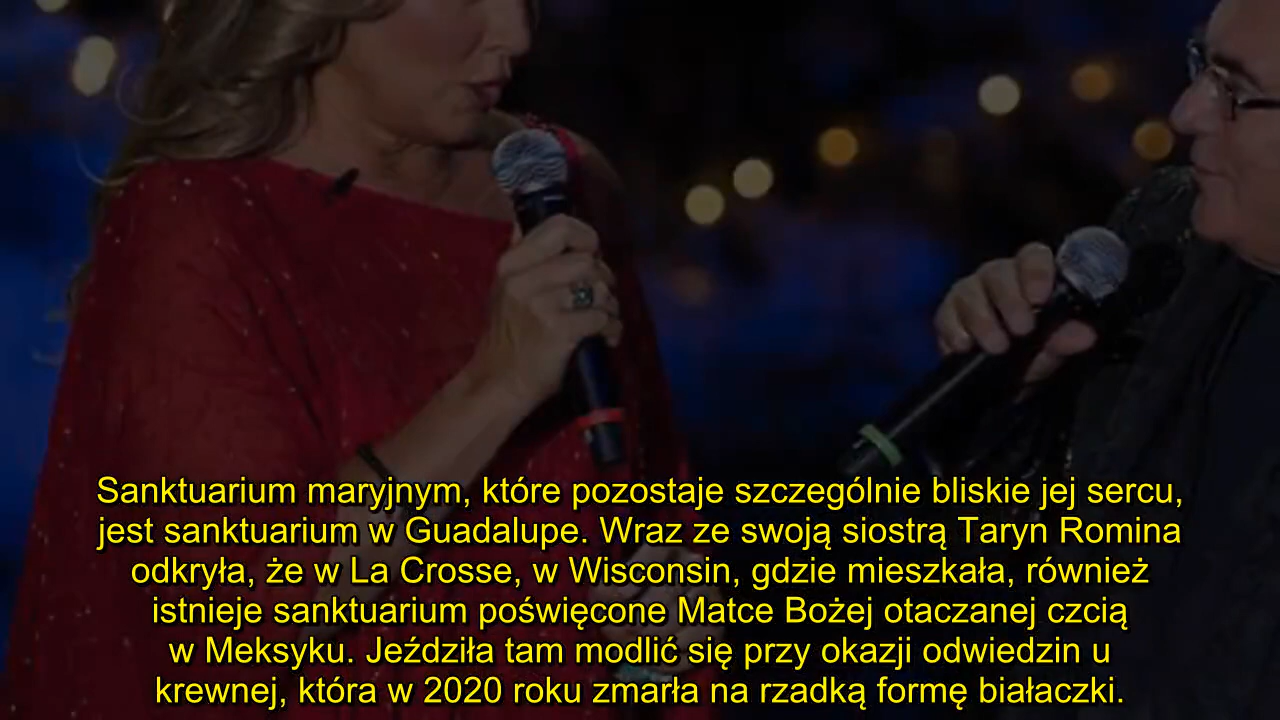 Sanktuarium maryjnym, które pozostaje szczególnie bliskie jej sercu,
jest sanktuarium w Guadalupe. Wraz ze swoją siostrą Taryn Romina
odkryła, że w La Crosse, w Wisconsin, gdzie mieszkała, również
istnieje sanktuarium poświęcone Matce Bożej otaczanej czcią
w Meksyku. Jeździła tam modlić się przy okazji odwiedzin u
krewnej, która w 2020 roku zmarła na rzadką formę białaczki.